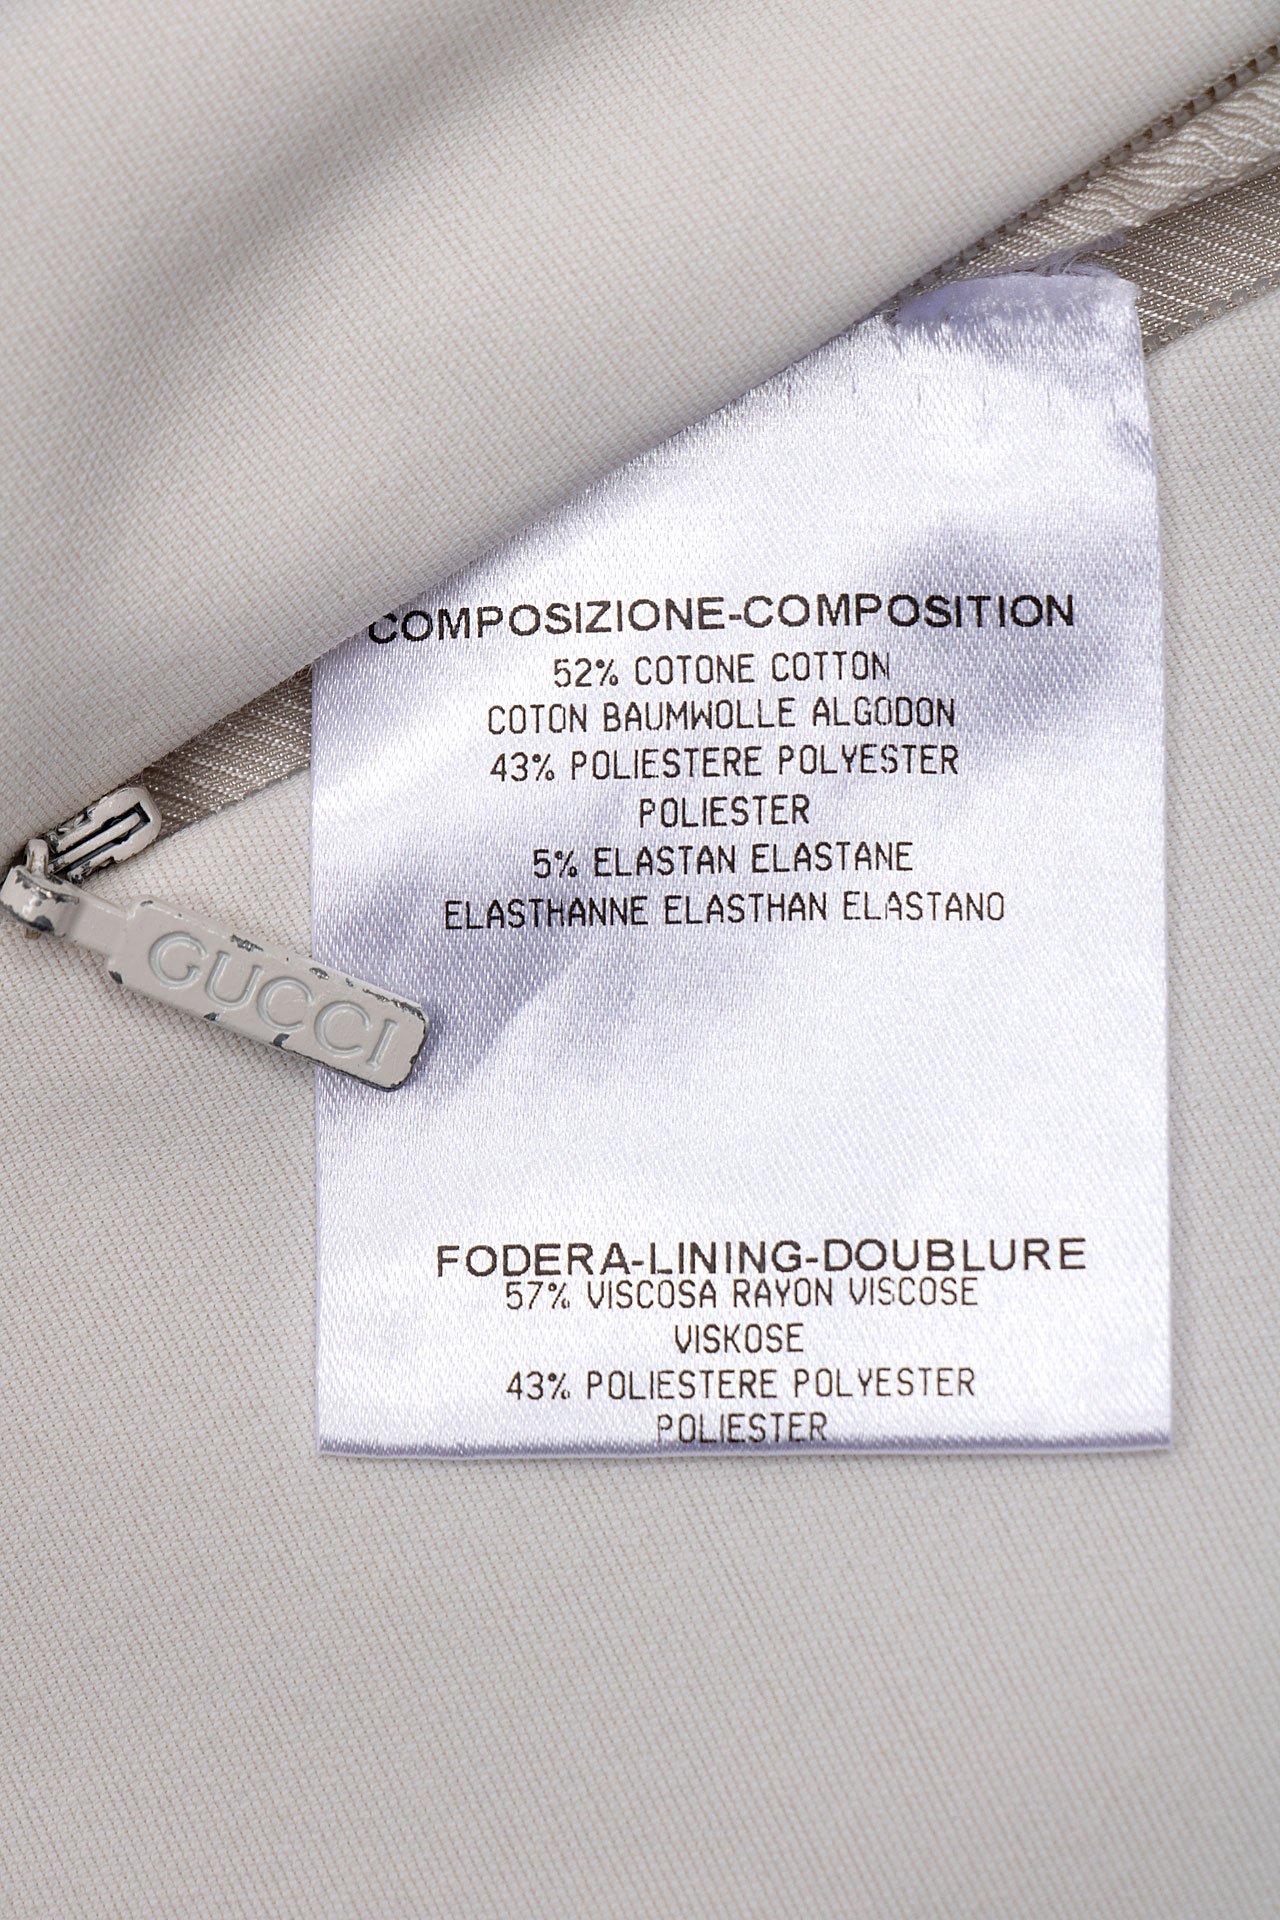 COMPOSIZIONE-COMPOSITION
52% COTONE COTTON
COTON BAUMWOLLE ALGODON
43% POLIESTERE POLYESTER
POLIESTER
5% ELASTAN ELASTANE
ELASTHANNE ELASTHAN ELASTANO
GUCCI
FODERA-LINING-DOUBLURE
57% VISCOSA RAYON VISCOSE
VISKOSE
43% POLIESTERE POLYESTER
POLIESTER